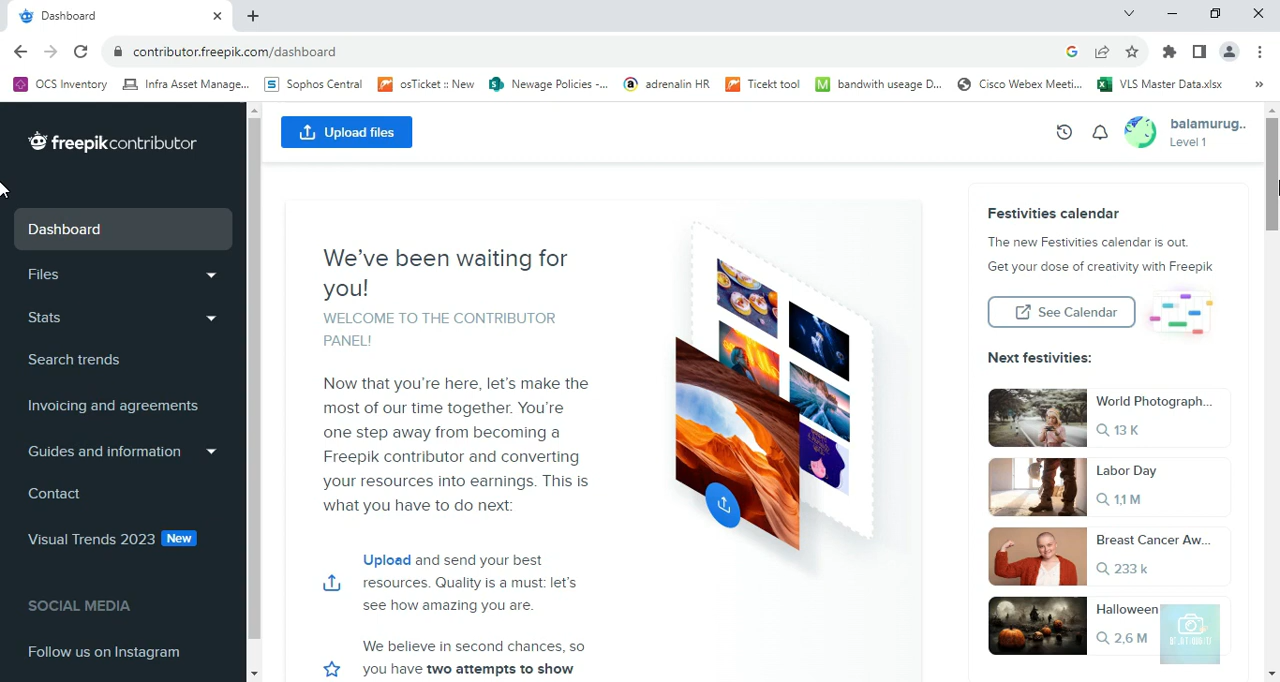 Dashboard
contributor.freepik.com/dashboard
OCS Inventory
Infra Asset Manage...
Sophos Central
osTicket :: New
Newage Policies -...
adrenalin HR
Tickt tool
bandwith useage D...
Cisco Webex Meeti...
VLS Master Data.xlsx
freepik contributor
Upload files
balamurug..
Level 1
Dashboard
Files
Stats
Search trends
Invoicing and agreements
Guides and information
Contact
Visual Trends 2023 New
SOCIAL MEDIA
Follow us on Instagram
We've been waiting for
you!
WELCOME TO THE CONTRIBUTOR
PANEL!
Now that you're here, let's make the
most of our time together. You're
one step away from becoming a
Freepik contributor and converting
your resources into earnings. This is
what you have to do next:
Upload and send your best
resources. Quality is a must: let's
see how amazing you are.
We believe in second chances, so
you have two attempts to show
Festivities calendar
The new Festivities calendar is out.
Get your dose of creativity with Freepik
See Calendar
Next festivities:
World Photograph...
13 K
Labor Day
1,1 M
Breast Cancer Aw...
233 k
Halloween
2,6 M